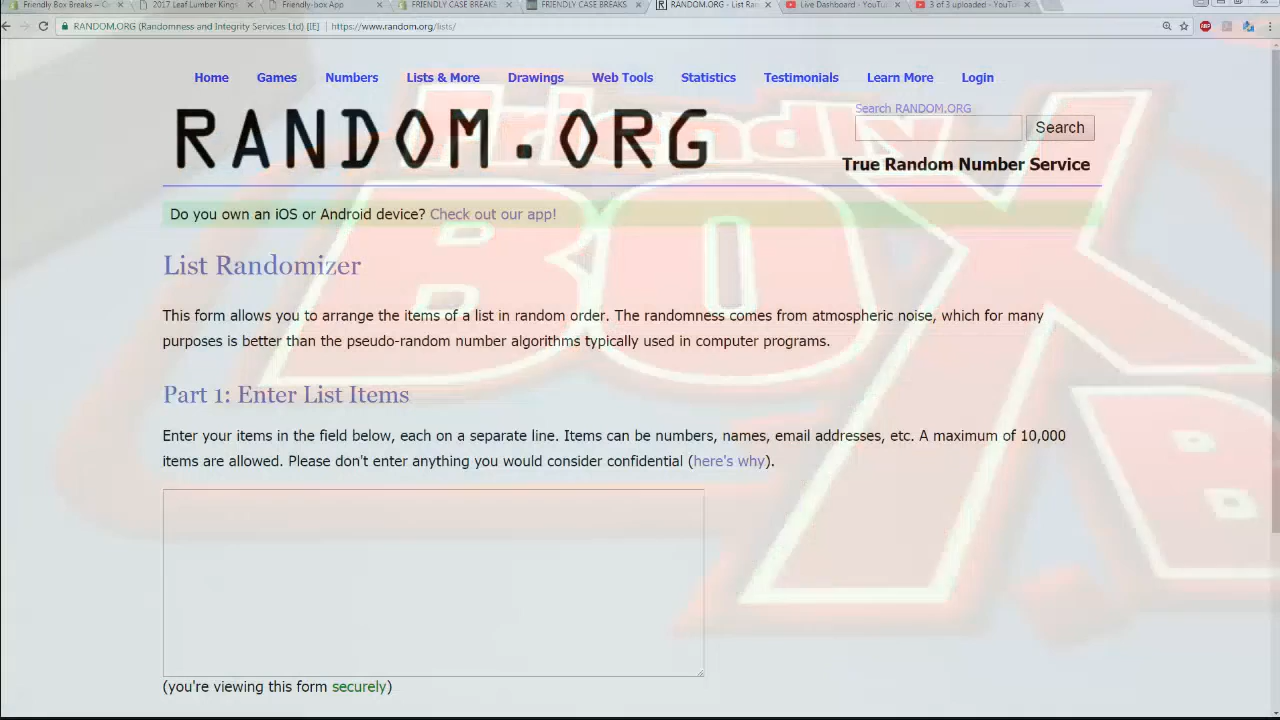 Friendly Box Breaks – C
2017 Leaf Lumber Kings
Friendly-box App
FRIENDLY CASE BREAKS
FRIENDLY CASE BREAKS
RANDOM.ORG - List Ran
Live Dashboard - YouTu
3 of 3 uploaded - YouTu
RANDOM.ORG (Randomness and Integrity Services Ltd) [IE] https://www.random.org/lists/
Home Games Numbers Lists & More Drawings Web Tools Statistics Testimonials Learn More Login
Search RANDOM.ORG
RANDOM.ORG
Search
True Random Number Service
Do you own an iOS or Android device? Check out our app!
List Randomizer
This form allows you to arrange the items of a list in random order. The randomness comes from atmospheric noise, which for many
purposes is better than the pseudo-random number algorithms typically used in computer programs.
Part 1: Enter List Items
Enter your items in the field below, each on a separate line. Items can be numbers, names, email addresses, etc. A maximum of 10,000
items are allowed. Please don't enter anything you would consider confidential (here's why).
(you're viewing this form securely)
Friendly
BOX
B